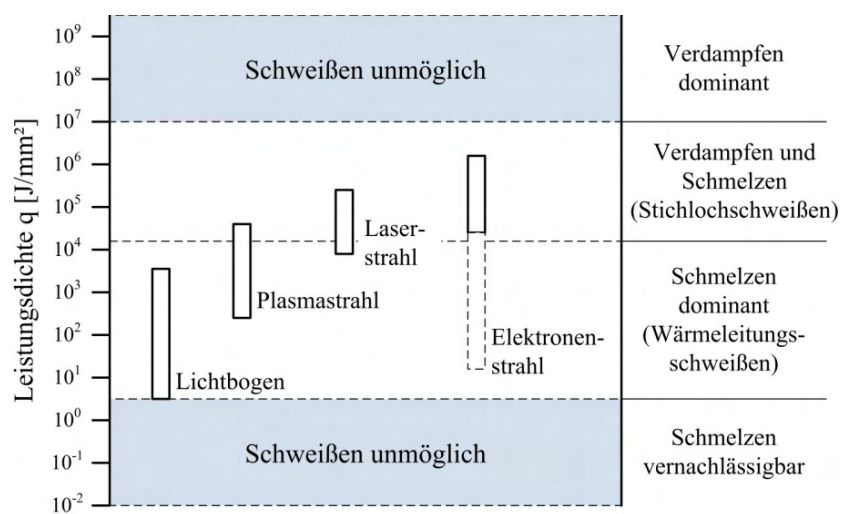 Leistungsdichte q [J/mm²]
10⁹
10⁸
10⁷
10⁶
10⁵
10⁴
10³
10²
10¹
10⁰
10⁻¹
10⁻²
Schweißen unmöglich
Laser-
strahl
Plasmastrahl
Elektronen-
strahl
Lichtbogen
Schweißen unmöglich
Verdampfen
dominant
Verdampfen und
Schmelzen
(Stichlochschweißen)
Schmelzen
dominant
(Wärmeleitungs-
schweißen)
Schmelzen
vernachlässigbar